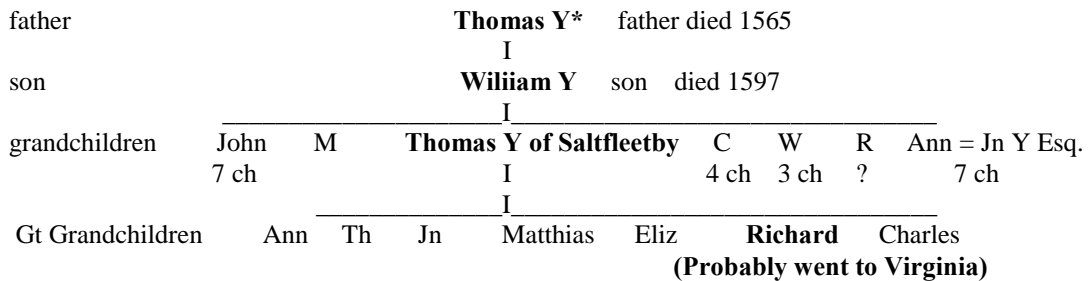 father Thomas Y* father died 1565
I
son Wiliiam Y son died 1597
______________________I________________________________
grandchildren John M Thomas Y of Saltfleetby C W R Ann = Jn Y Esq.
7 ch I 4 ch 3 ch ? 7 ch
______________I________________________________
Gt Grandchildren Ann Th Jn Matthias Eliz Richard Charles
(Probably went to Virginia)